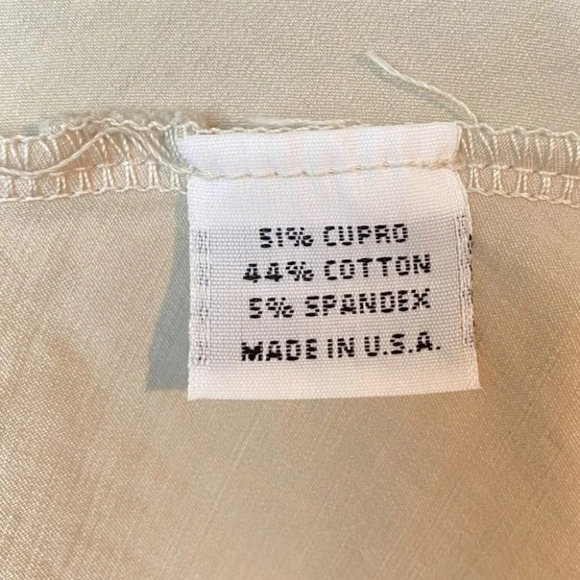 51% CUPRO
44% COTTON
5% SPANDEX
MADE IN U.S.A.